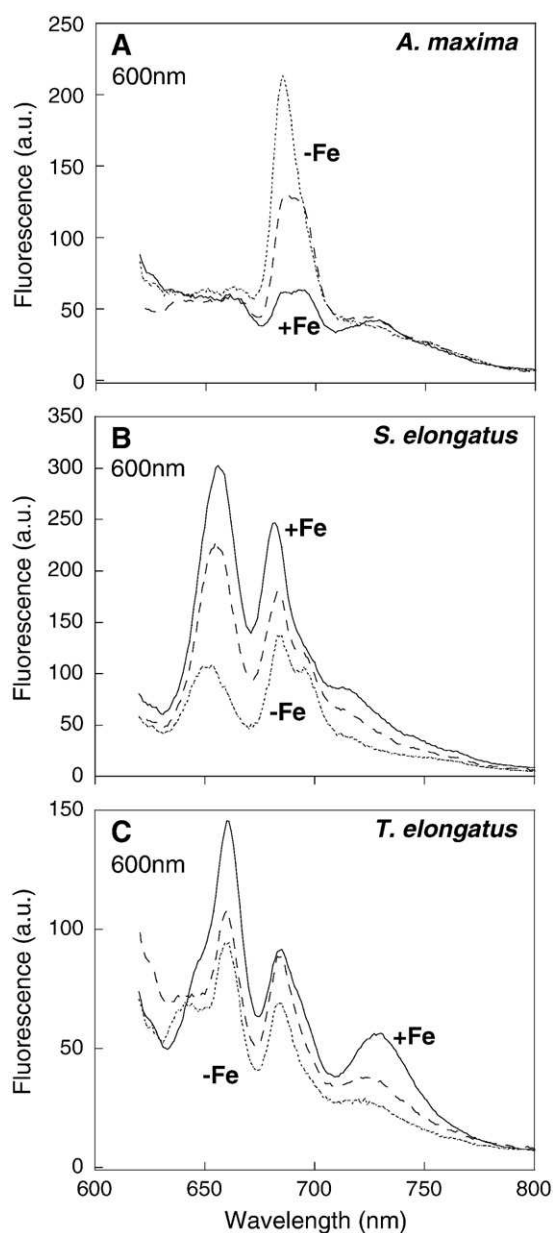 250
A
A. maxima
600nm
200
-Fe
150
100
50
+Fe
0
Fluorescence (a.u.)
350
B
S. elongatus
600nm
300
+Fe
250
200
150
100
-Fe
50
0
Fluorescence (a.u.)
150
C
T. elongatus
600nm
100
+Fe
50
-Fe
0
Fluorescence (a.u.)
600 650 700 750 800
Wavelength (nm)